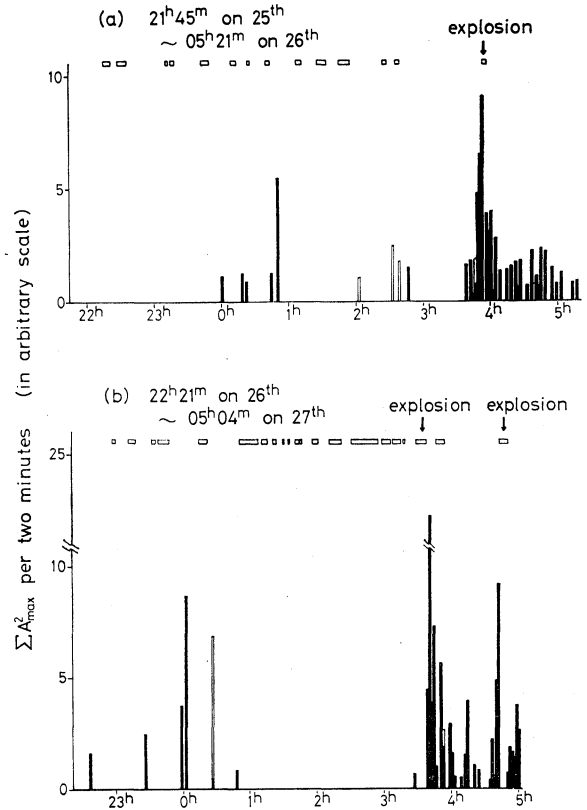 (a) 21ʰ45ᵐ on 25ᵗʰ
~ 05ʰ21ᵐ on 26ᵗʰ
explosion
10
5
0
22ʰ 23ʰ 0ʰ 1ʰ 2ʰ 3ʰ 4ʰ 5ʰ
ΣA²max per two minutes (in arbitrary scale)
(b) 22ʰ21ᵐ on 26ᵗʰ
~ 05ʰ04ᵐ on 27ᵗʰ
explosion explosion
25
10
5
0
23ʰ 0ʰ 1ʰ 2ʰ 3ʰ 4ʰ 5ʰ